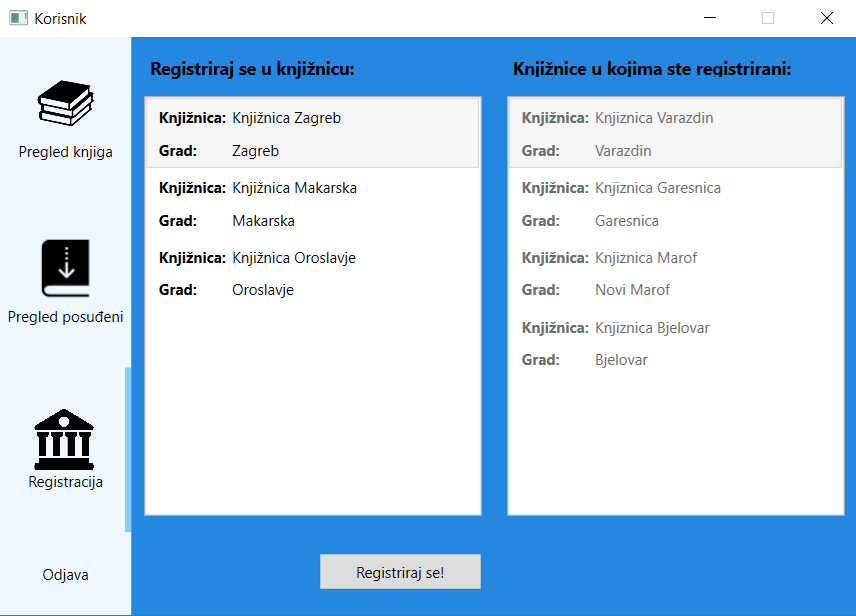 Korisnik
Pregled knjiga
Pregled posuđeni
Registracija
Odjava
Registriraj se u knjižnicu:
Knjižnica: Knjižnica Zagreb
Grad: Zagreb
Knjižnica: Knjižnica Makarska
Grad: Makarska
Knjižnica: Knjižnica Oroslavje
Grad: Oroslavje
Registriraj se!
Knjižnice u kojima ste registrirani:
Knjižnica: Knjiznica Varazdin
Grad: Varazdin
Knjižnica: Knjiznica Garesnica
Grad: Garesnica
Knjižnica: Knjiznica Marof
Grad: Novi Marof
Knjižnica: Knjiznica Bjelovar
Grad: Bjelovar